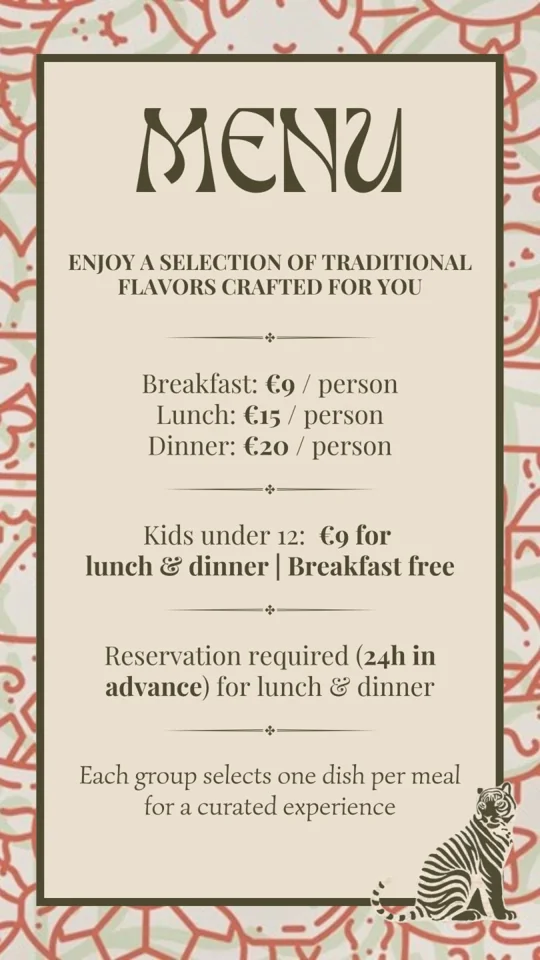 MENU
ENJOY A SELECTION OF TRADITIONAL
FLAVORS CRAFTED FOR YOU
Breakfast: €9 / person
Lunch: €15 / person
Dinner: €20 / person
Kids under 12: €9 for
lunch & dinner | Breakfast free
Reservation required (24h in
advance) for lunch & dinner
Each group selects one dish per meal
for a curated experience